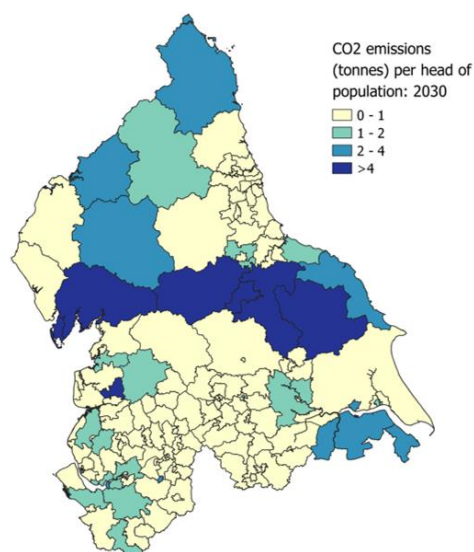 CO2 emissions
(tonnes) per head of
population: 2030
0 - 1
1 - 2
2 - 4
>4